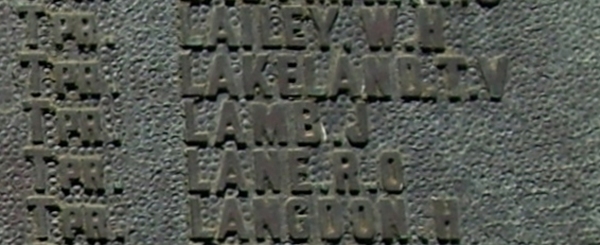 TPR. LAILEY. W. H.
TPR. LAKELAND. T. V
TPR. LAMB. J
TPR. LANE. R. O
TPR. LANGDON. H